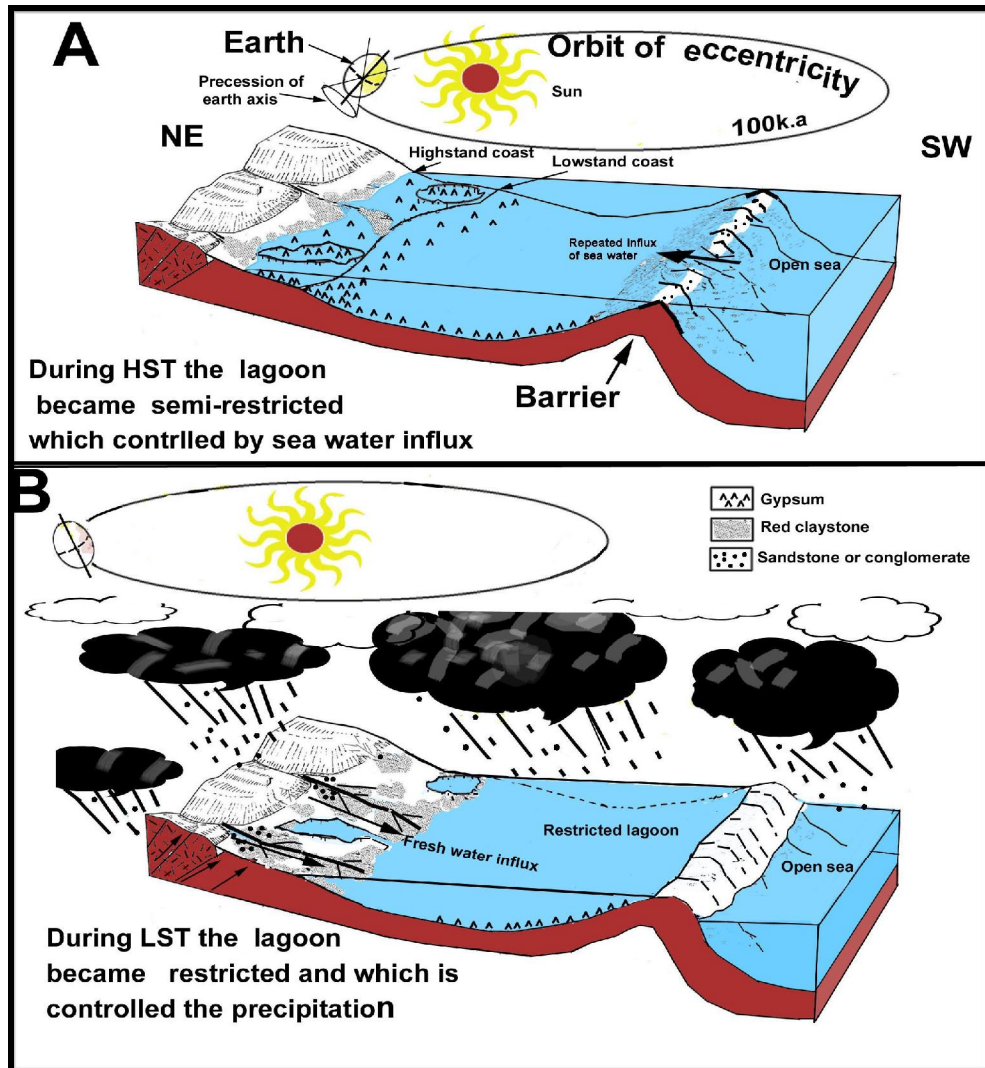 A
Earth
Orbit of eccentricity
Precession of
earth axis
Sun
100k.a
NE
SW
Highstand coast
Lowstand coast
Repeated Influx
of sea water
Open sea
During HST the lagoon
became semi-restricted
which contrlled by sea water influx
Barrier
B
Gypsum
Red claystone
Sandstone or conglomerate
Restricted lagoon
Fresh water influx
Open sea
During LST the lagoon
became restricted and which is
controlled the precipitation